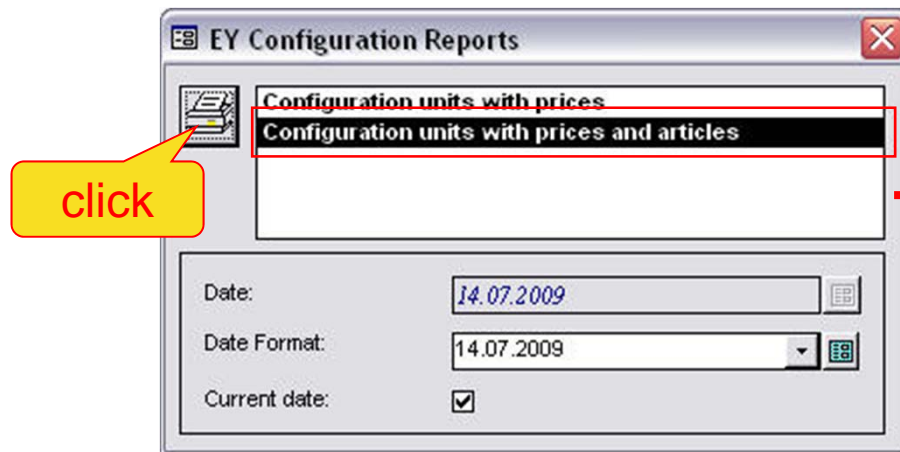 EY Configuration Reports
Configuration units with prices
Configuration units with prices and articles
click
Date:
14.07.2009
Date Format:
14.07.2009
Current date: